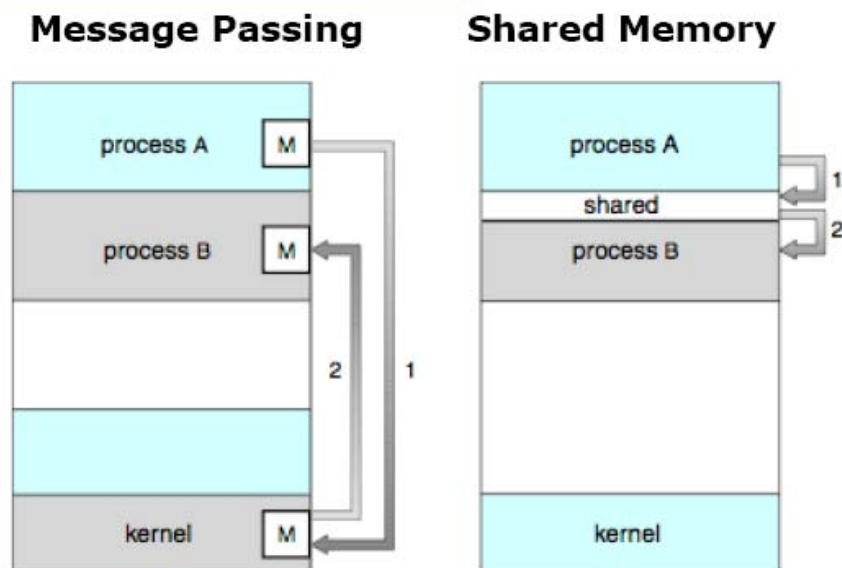 Message Passing
process A
M
process B
M
2
1
kernel
M
Shared Memory
process A
1
shared
2
process B
kernel